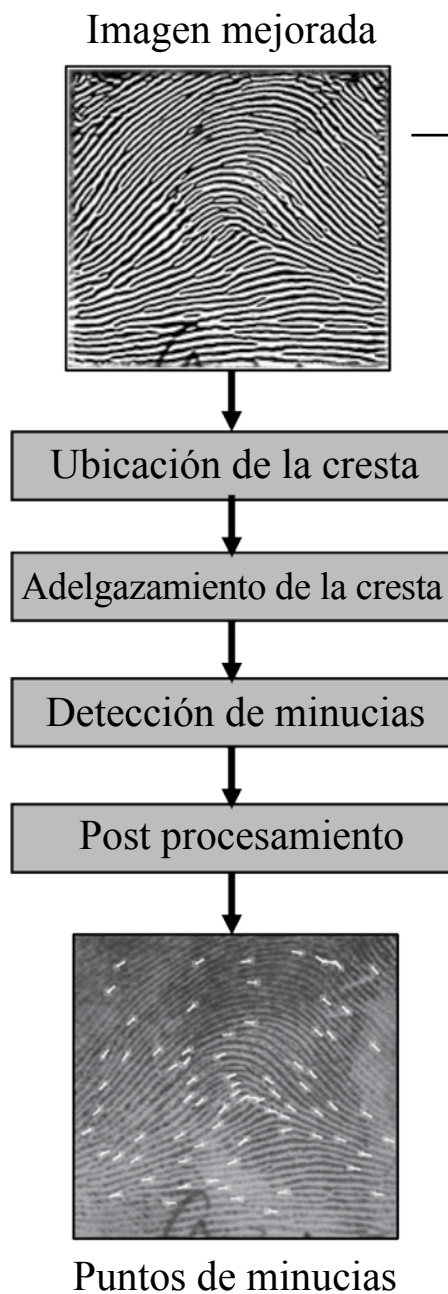 Imagen mejorada
Ubicación de la cresta
Adelgazamiento de la cresta
Detección de minucias
Post procesamiento
Puntos de minucias